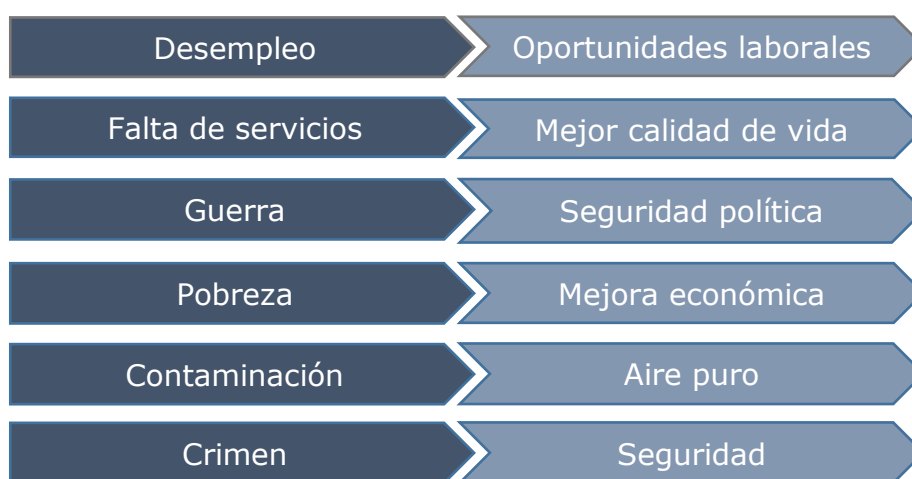 Desempleo
Oportunidades laborales
Falta de servicios
Mejor calidad de vida
Guerra
Seguridad política
Pobreza
Mejora económica
Contaminación
Aire puro
Crimen
Seguridad